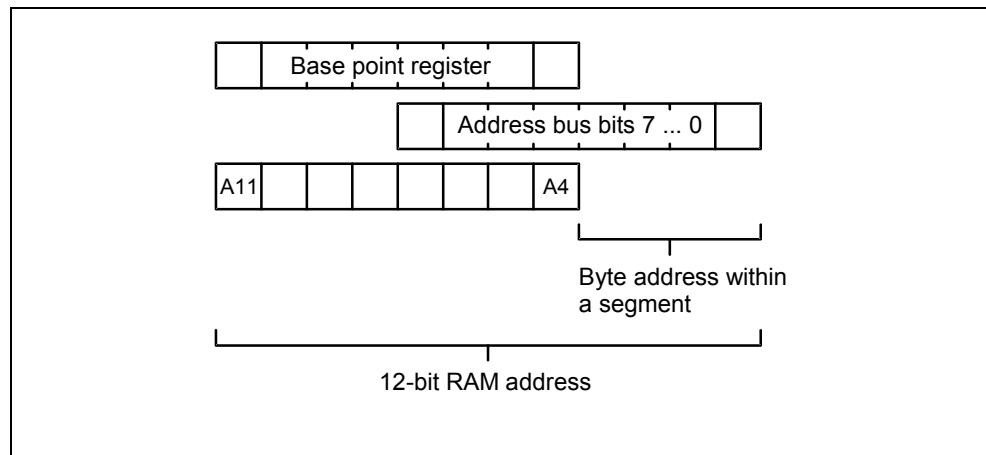 Base point register
Address bus bits 7 ... 0
A11 A4
Byte address within
a segment
12-bit RAM address